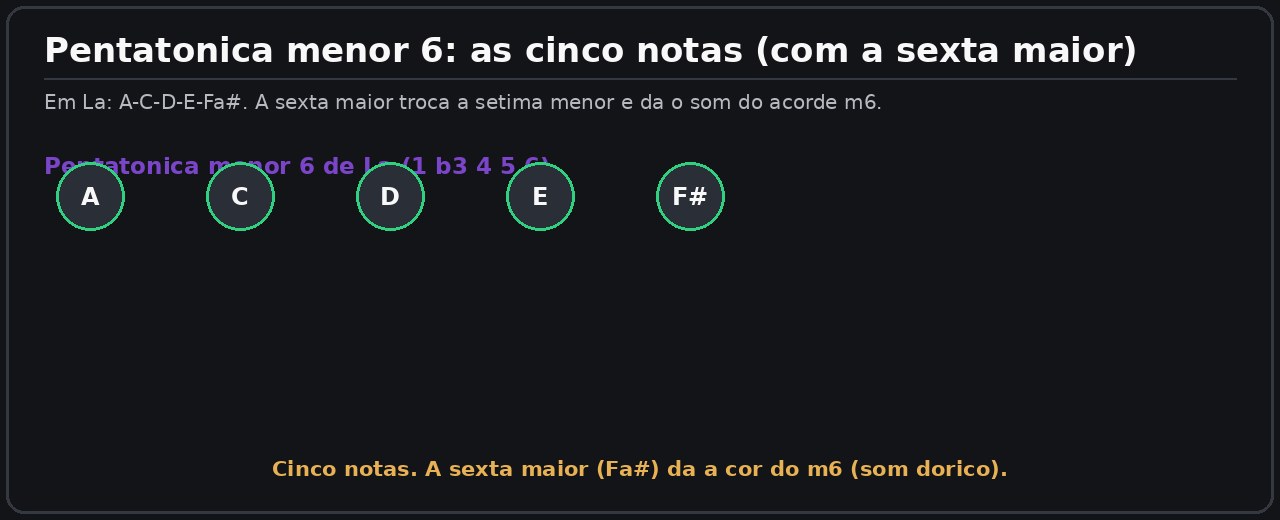 Pentatonica menor 6: as cinco notas (com a sexta maior)
Em La: A-C-D-E-Fa#. A sexta maior troca a setima menor e da o som do acorde m6.
Pentatonica menor 6 de La (1 b3 4 5 6)
A C D E F#
Cinco notas. A sexta maior (Fa#) da a cor do m6 (som dorico).